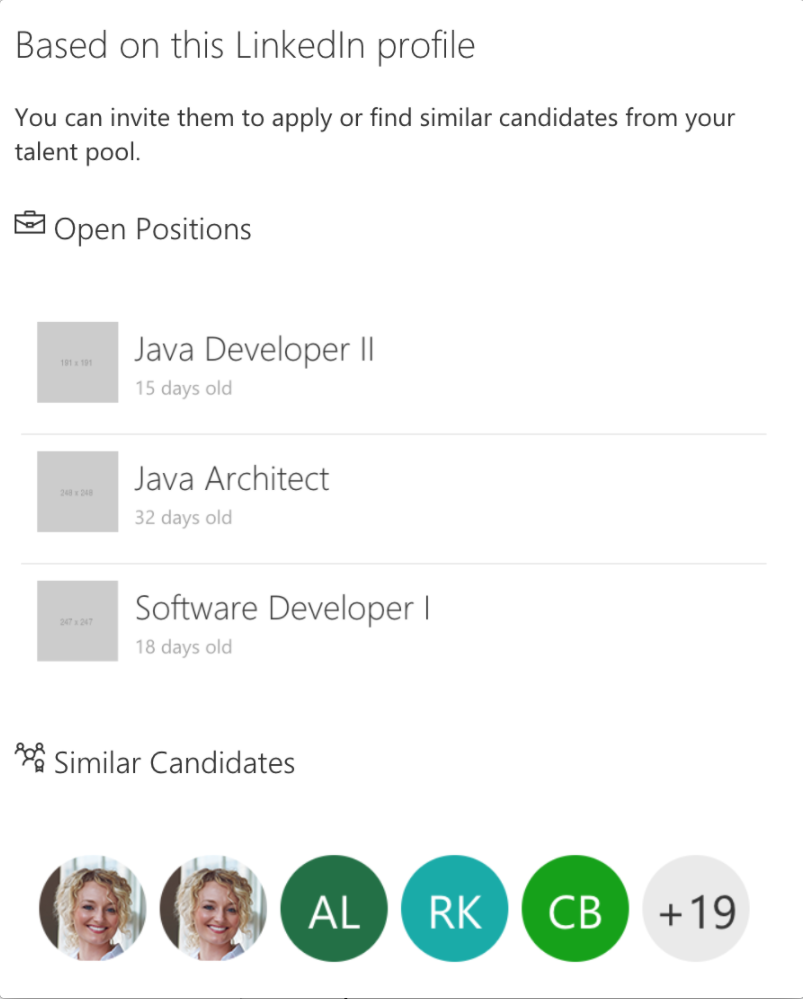 Based on this LinkedIn profile
You can invite them to apply or find similar candidates from your
talent pool.
Open Positions
181 x 181
Java Developer II
15 days old
248 x 248
Java Architect
32 days old
247 x 247
Software Developer I
18 days old
Similar Candidates
AL RK CB +19